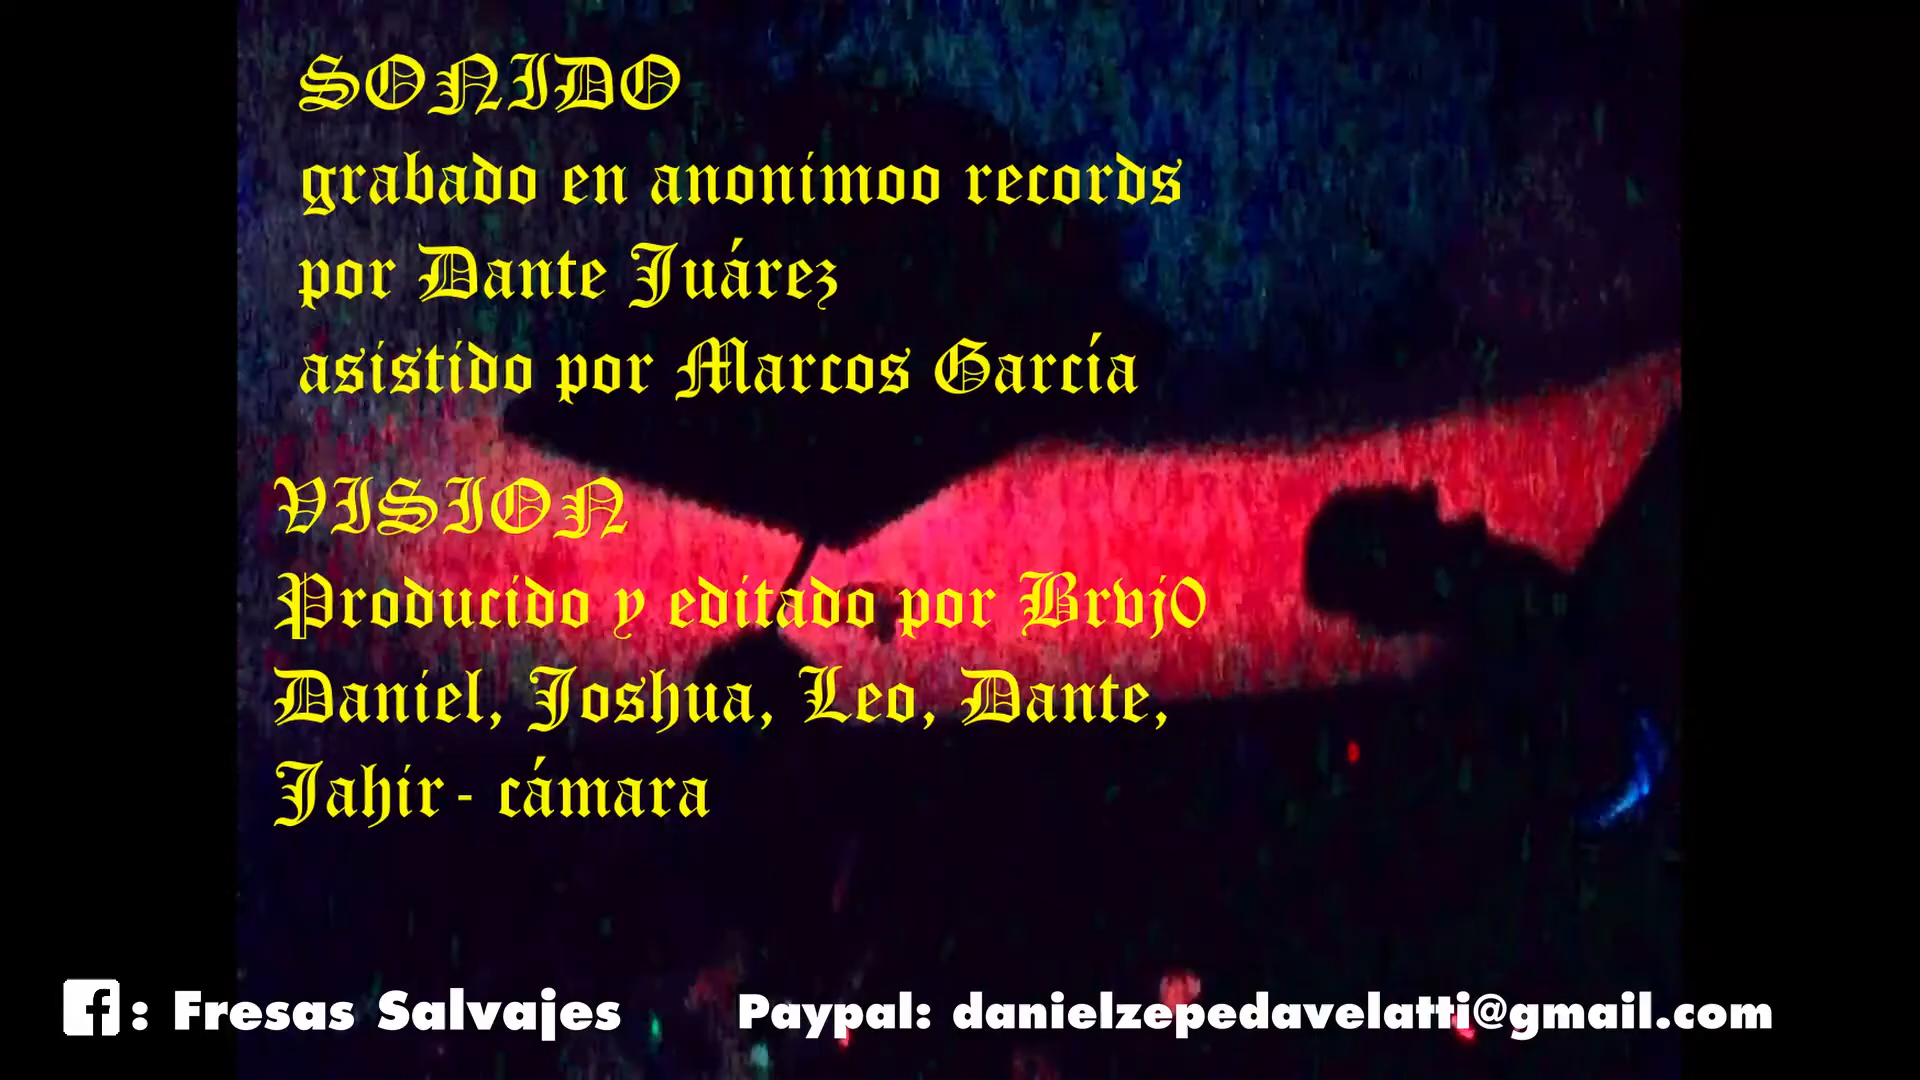 SONIDO
grabado en anonimoo records
por Dante Juárez
asistido por Marcos García
VISION
Producido y editado por Brvj0
Daniel, Joshua, Leo, Dante,
Jahir - cámara
f: Fresas Salvajes
Paypal: danielzepedavelatti@gmail.com